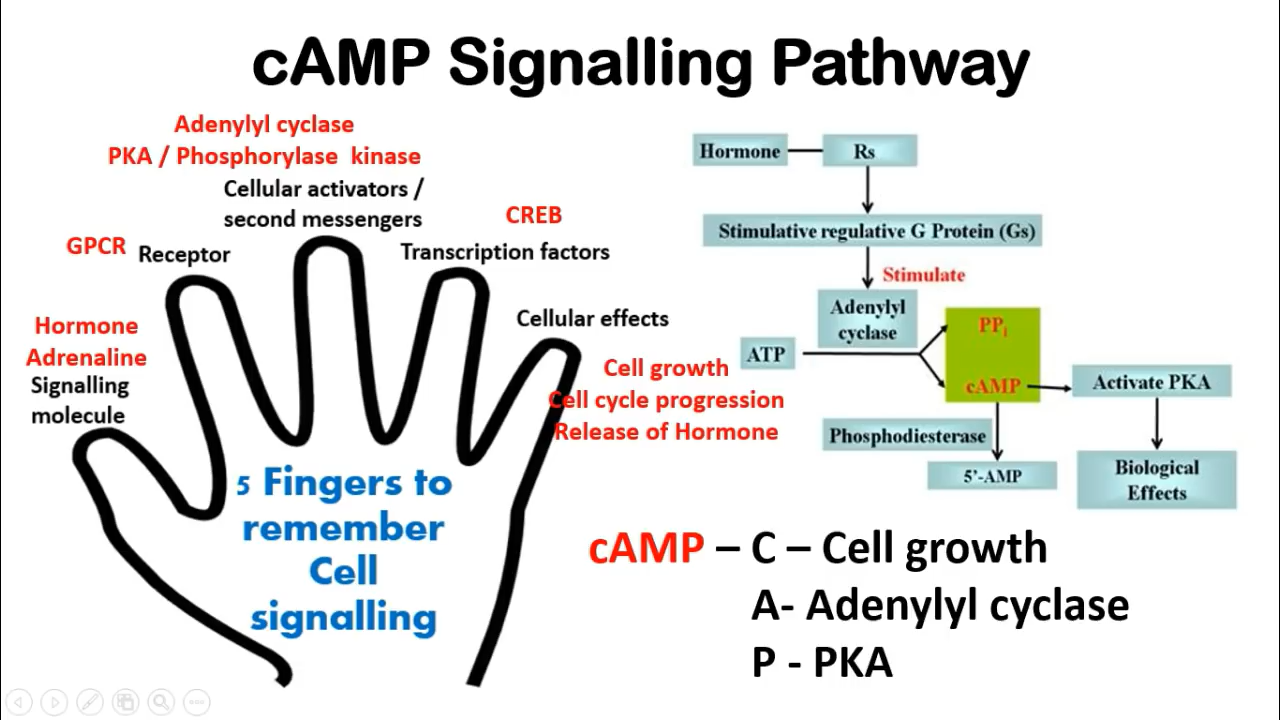 cAMP Signalling Pathway
Adenylyl cyclase
PKA / Phosphorylase kinase
Cellular activators /
second messengers
CREB
GPCR
Receptor
Transcription factors
Hormone
Adrenaline
Signalling
molecule
Cellular effects
Cell growth
Cell cycle progression
Release of Hormone
5 Fingers to
remember
Cell
signalling
Hormone
Rs
Stimulative regulative G Protein (Gs)
Stimulate
Adenylyl
cyclase
ATP
PPi
cAMP
Activate PKA
Phosphodiesterase
5'-AMP
Biological
Effects
cAMP – C – Cell growth
A- Adenylyl cyclase
P - PKA